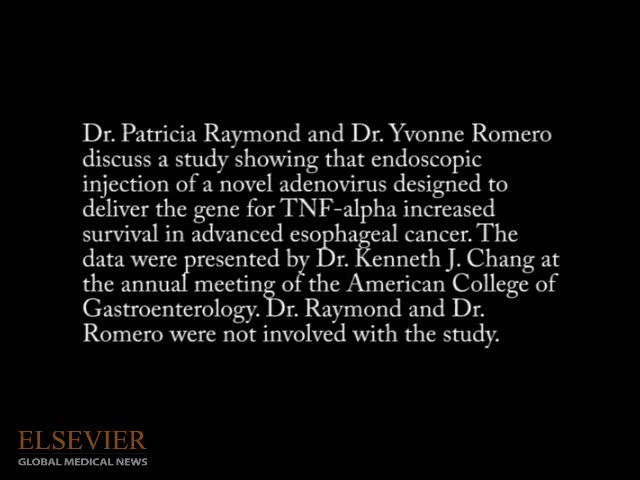 Dr. Patricia Raymond and Dr. Yvonne Romero
discuss a study showing that endoscopic
injection of a novel adenovirus designed to
deliver the gene for TNF-alpha increased
survival in advanced esophageal cancer. The
data were presented by Dr. Kenneth J. Chang at
the annual meeting of the American College of
Gastroenterology. Dr. Raymond and Dr.
Romero were not involved with the study.
ELSEVIER
GLOBAL MEDICAL NEWS